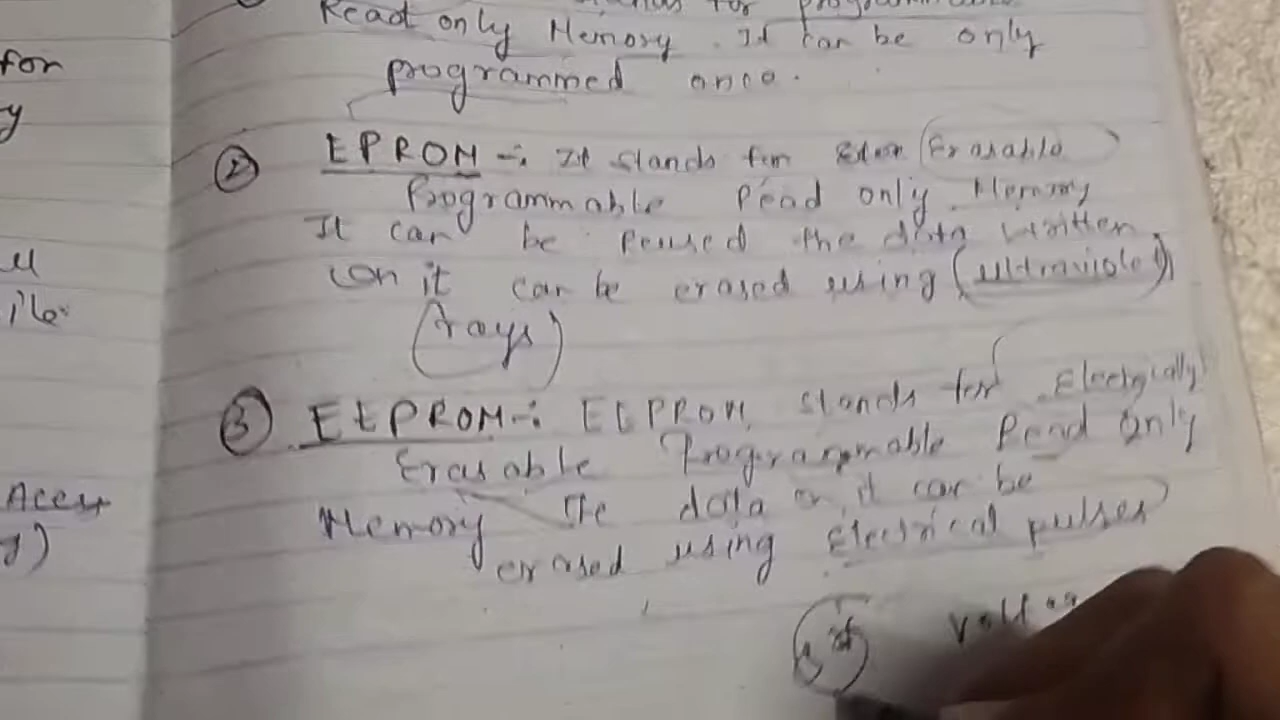 for
y
Read only Memory. It can be only
programmed once.
② EPROM -: It stands for Erasable
Programmable Read only Memory
It can be Reused the data written
on it can be erased using (ultraviolet)
(rays)
③ EEPROM -: EEPROM stands for Electrically
Erasable Programmable Read Only
Memory The data on it can be
erased using Electrical pulses